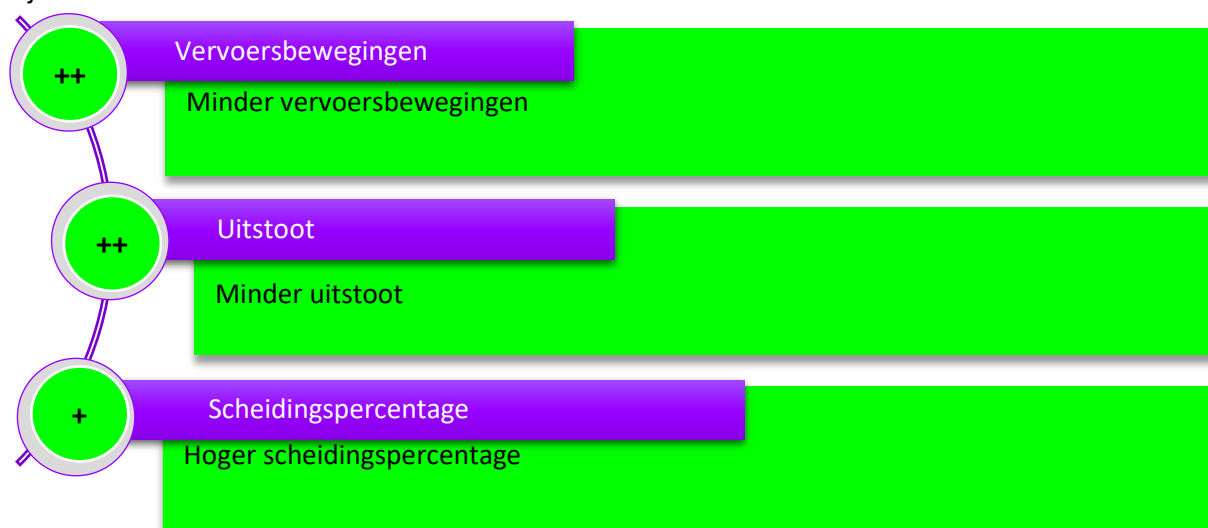 ++
Vervoersbewegingen
Minder vervoersbewegingen
++
Uitstoot
Minder uitstoot
+
Scheidingspercentage
Hoger scheidingspercentage